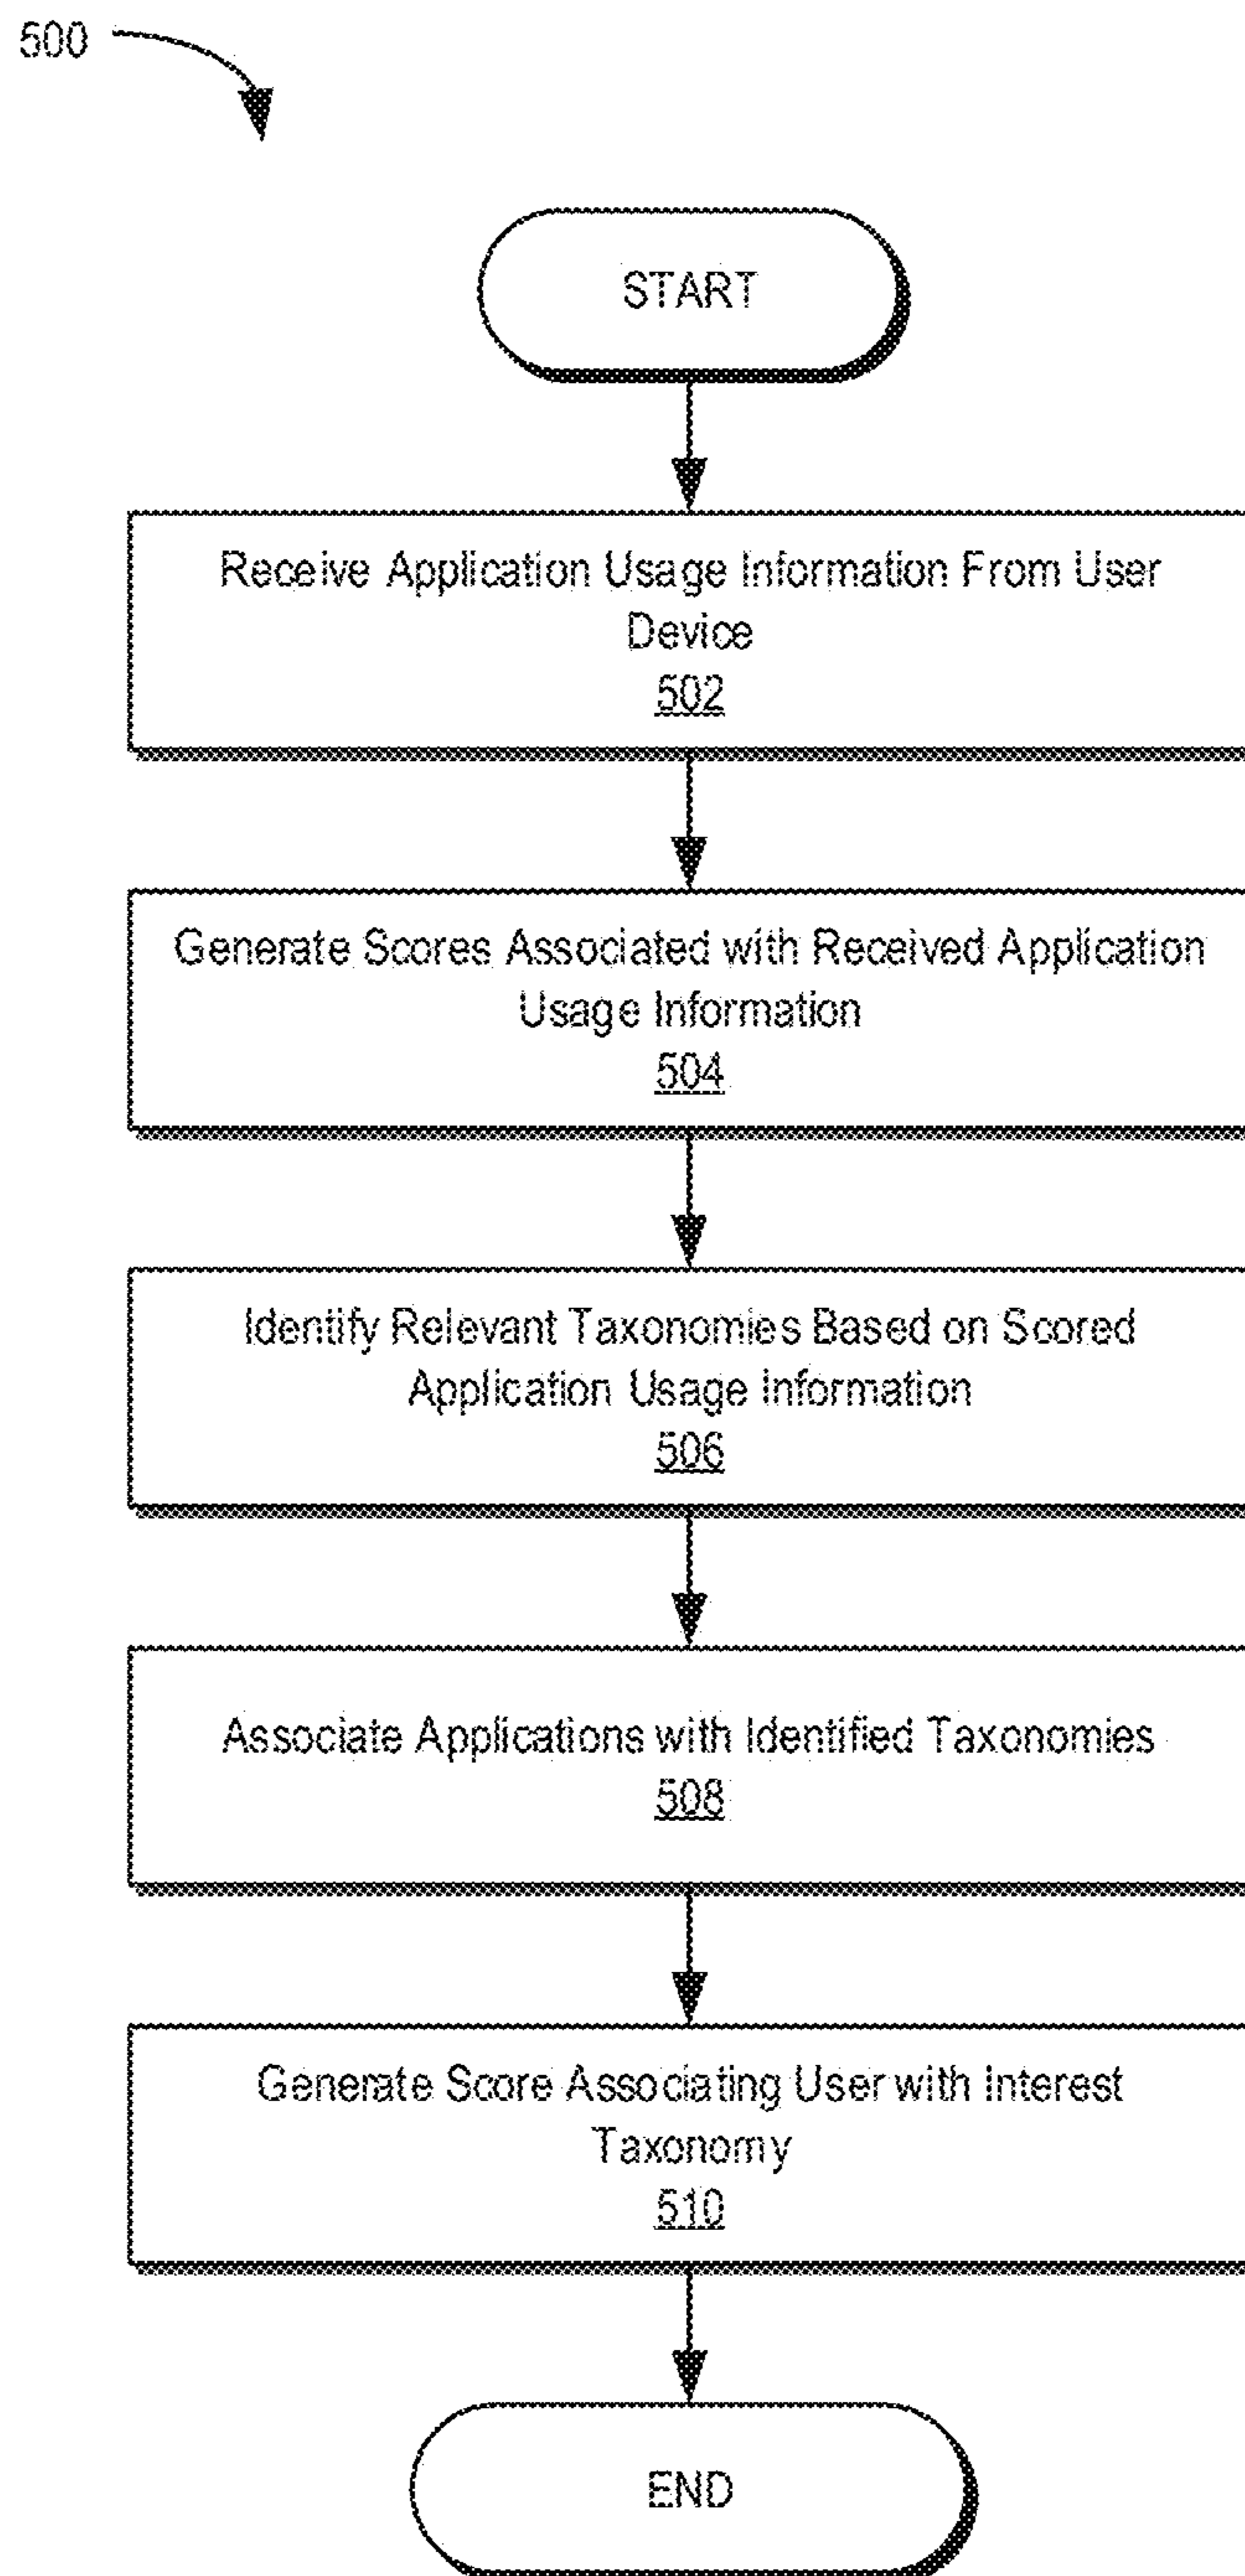 500
START
Receive Application Usage Information From User
Device
502
Generate Scores Associated with Received Application
Usage Information
504
Identify Relevant Taxonomies Based on Scored
Application Usage Information
506
Associate Applications with Identified Taxonomies
508
Generate Score Associating User with Interest
Taxonomy
510
END